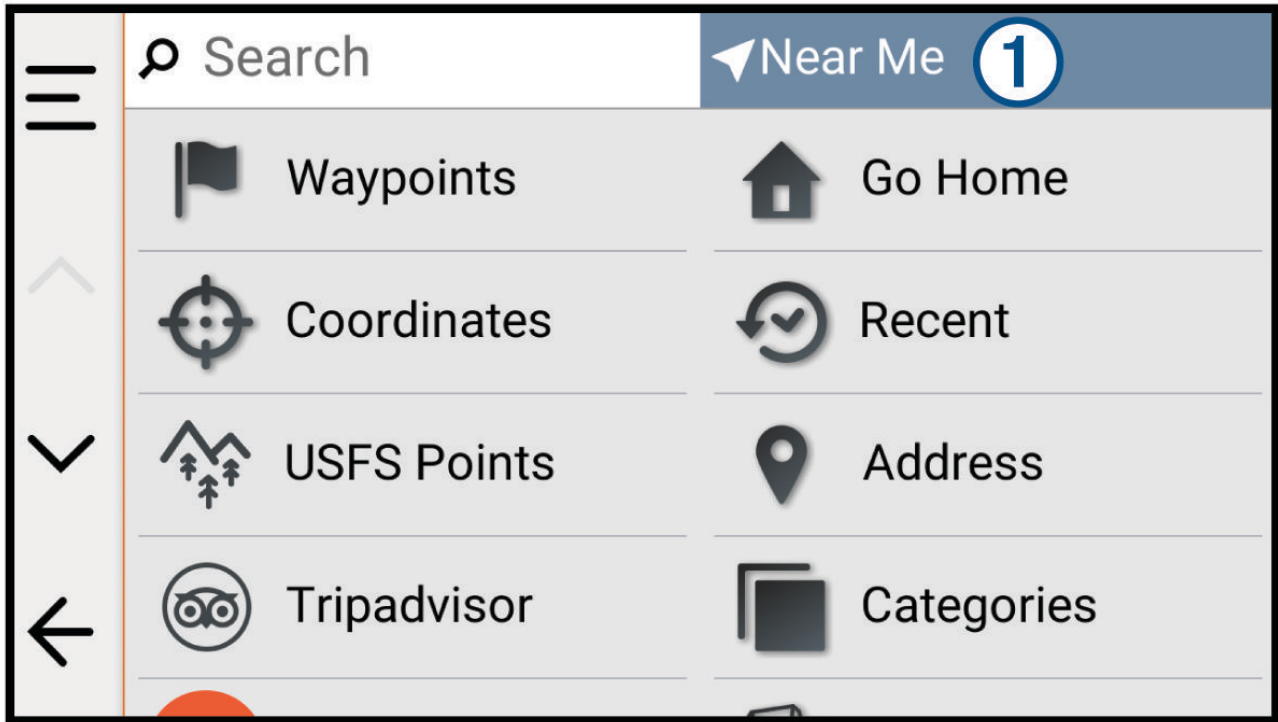 Search
Near Me 1
Waypoints
Go Home
Coordinates
Recent
USFS Points
Address
Tripadvisor
Categories